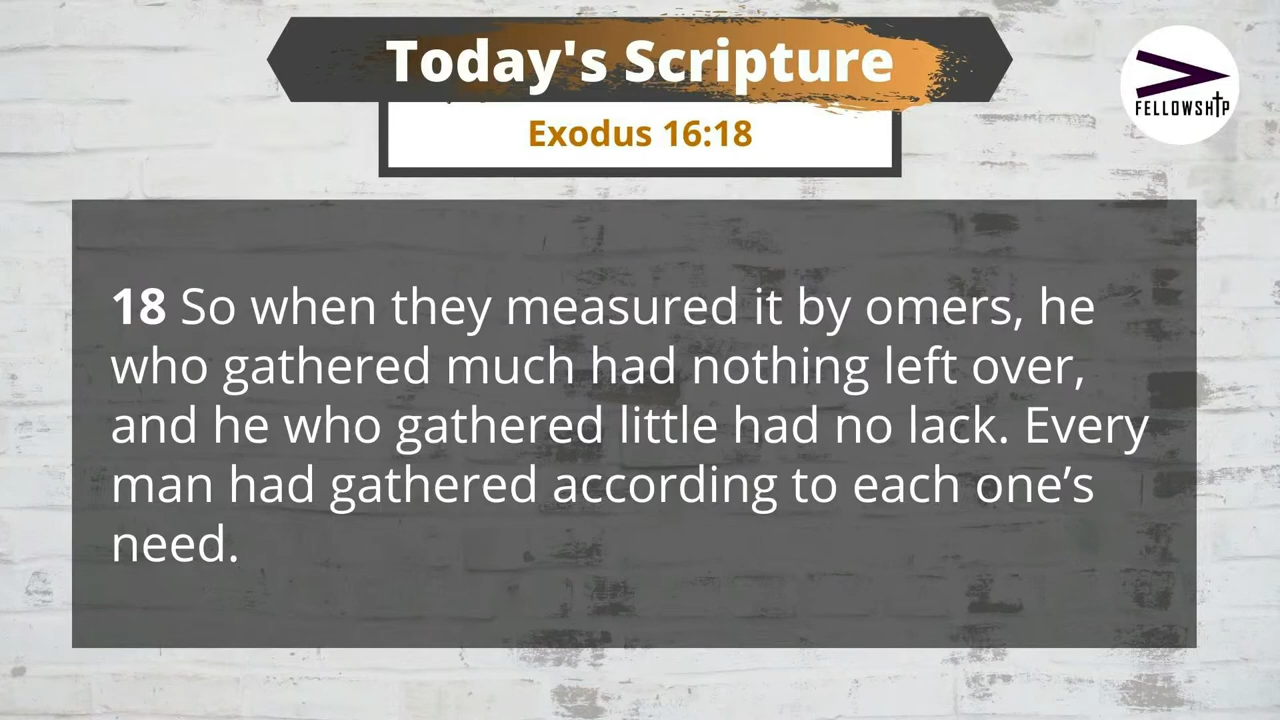 Today's Scripture
Exodus 16:18
FELLOWSHIP
18 So when they measured it by omers, he
who gathered much had nothing left over,
and he who gathered little had no lack. Every
man had gathered according to each one’s
need.